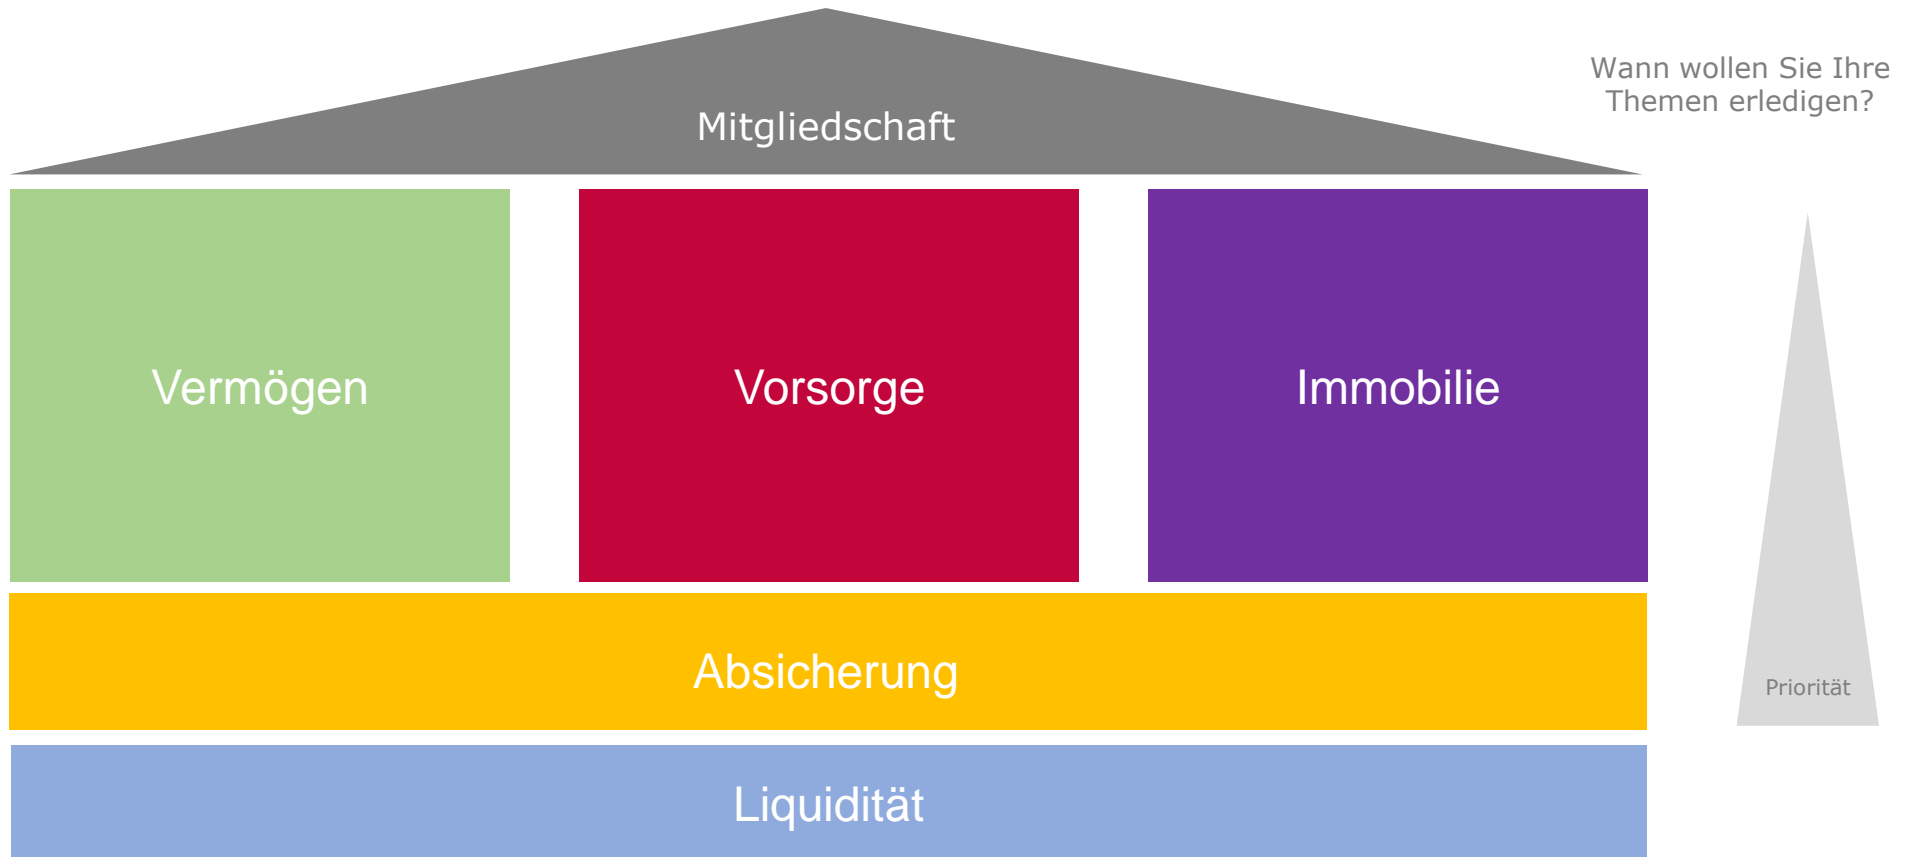 Wann wollen Sie Ihre
Themen erledigen?
Mitgliedschaft
Vermögen
Vorsorge
Immobilie
Absicherung
Priorität
Liquidität